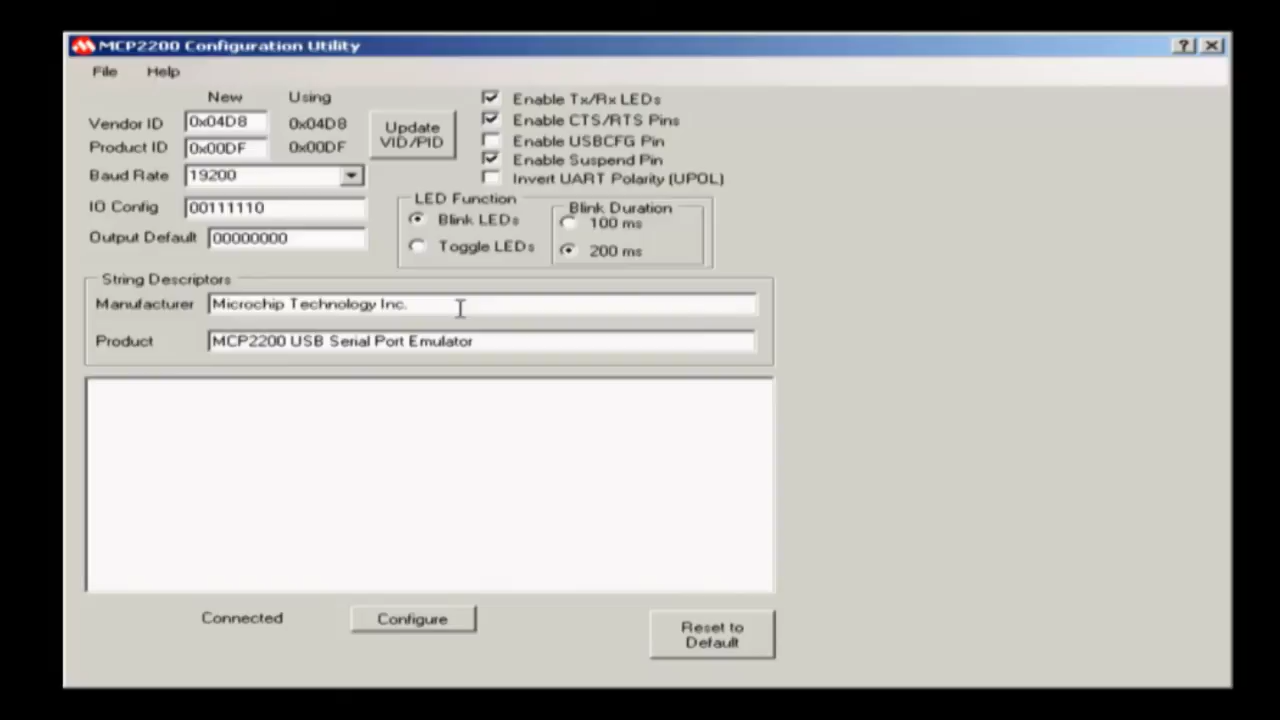 MCP2200 Configuration Utility
File Help
New Using
Vendor ID 0x04D8 0x04D8
Product ID 0x00DF 0x00DF
Update VID/PID
Baud Rate 19200
IO Config 00111110
Output Default 00000000
Enable Tx/Rx LEDs
Enable CTS/RTS Pins
Enable USBCFG Pin
Enable Suspend Pin
Invert UART Polarity (UPOL)
LED Function
Blink LEDs
Toggle LEDs
Blink Duration
100 ms
200 ms
String Descriptors
Manufacturer Microchip Technology Inc.
Product MCP2200 USB Serial Port Emulator
Connected Configure
Reset to
Default